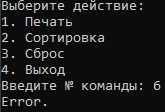 Выберите действие:
1. Печать
2. Сортировка
3. Сброс
4. Выход
Введите № команды: 6
Error.